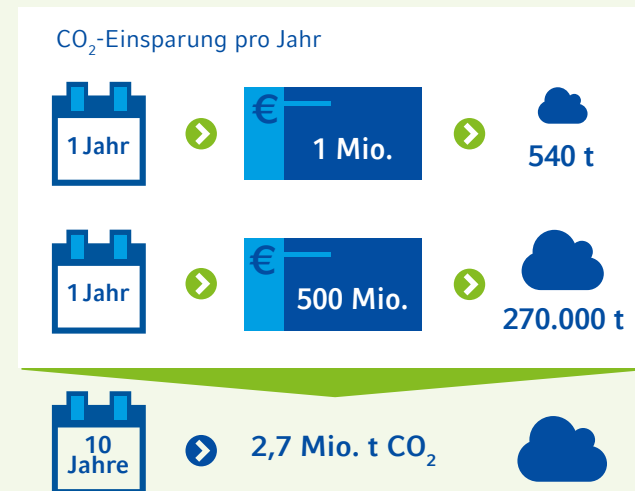 CO₂-Einsparung pro Jahr
1 Jahr € 1 Mio. 540 t
1 Jahr € 500 Mio. 270.000 t
10 Jahre 2,7 Mio. t CO₂